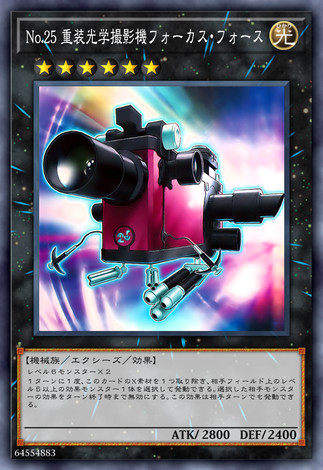 No.25 重装光学撮影機フォーカス・フォース
光
【機械族／エクシーズ／効果】
レベル６モンスター×２
１ターンに１度、このカードのX素材を１つ取り除き、相手フィールド上のレベ
ル５以上の効果モンスター１体を選択して発動できる。選択した相手モンスタ
ーの効果をターン終了時まで無効にする。この効果は相手ターンでも発動でき
る。
ATK/ 2800 DEF/ 2400
64554883